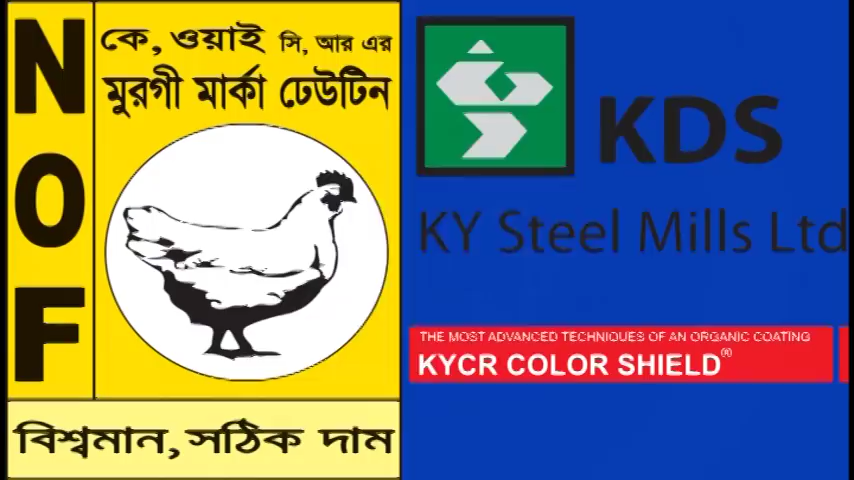 NOF
কে, ওয়াই সি, আর এর
মুরগী মার্কা ঢেউটিন
বিশ্বমান, সঠিক দাম
KDS
KY Steel Mills Ltd
THE MOST ADVANCED TECHNIQUES OF AN ORGANIC COATING
KYCR COLOR SHIELD